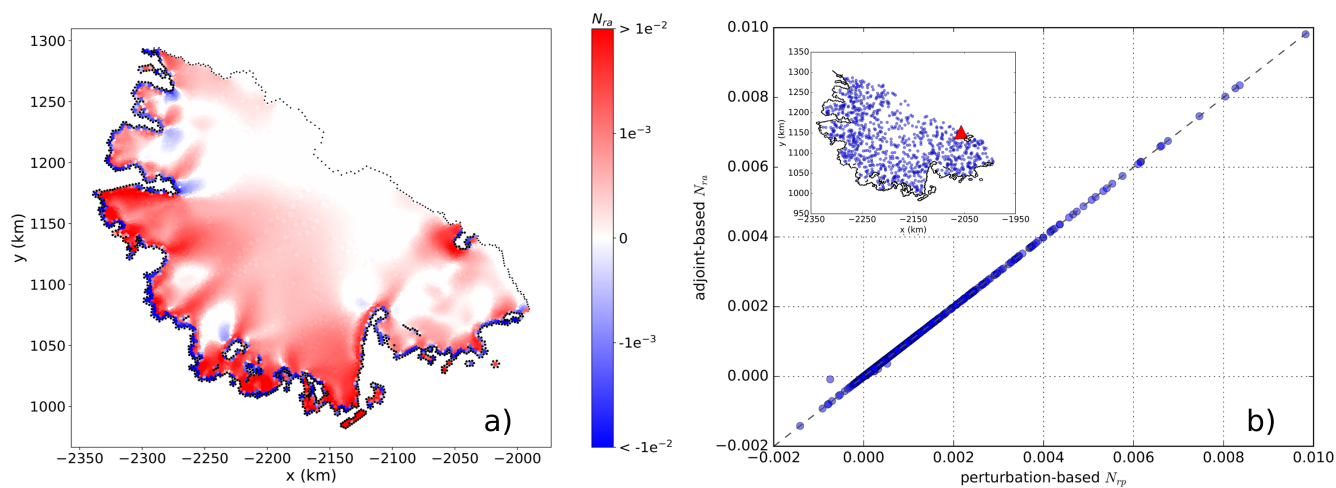 1300
1250
1200
1150
1100
1050
1000
y (km)
−2350 −2300 −2250 −2200 −2150 −2100 −2050 −2000
x (km)
a)
N_ra
> 1e⁻²
1e⁻³
0
-1e⁻³
< -1e⁻²
0.010
0.008
0.006
0.004
0.002
0.000
−0.002
adjoint-based N_ra
−0.002 0.000 0.002 0.004 0.006 0.008 0.010
perturbation-based N_rp
b)
1350
1300
1250
1200
1150
1100
1050
1000
950
y (km)
−2350 −2250 −2150 −2050 −1950
x (km)